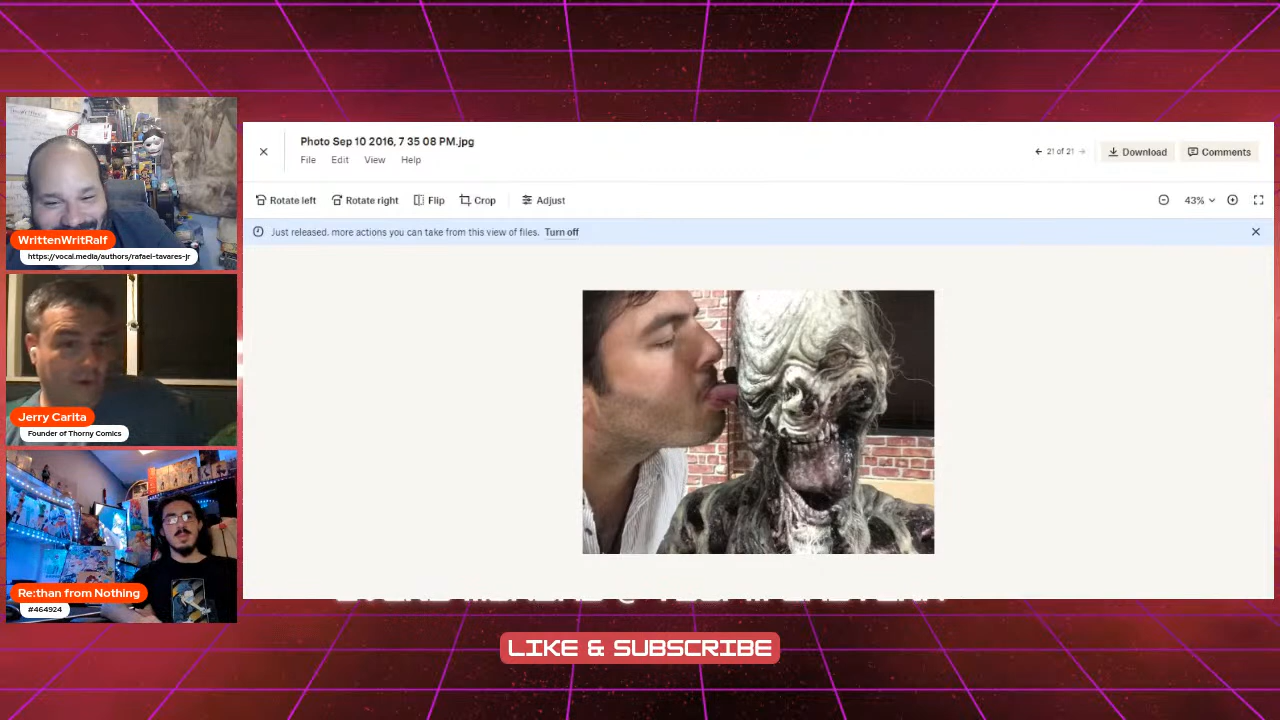 WrittenWritRalf
https://vocal.media/authors/rafael-tavares-jr
Jerry Carita
Founder of Thorny Comics
Re:than from Nothing
#464924
Photo Sep 10 2016, 7 35 08 PM.jpg
File Edit View Help
21 of 21
Download
Comments
Rotate left Rotate right Flip Crop Adjust
43%
Just released. more actions you can take from this view of files. Turn off
LIKE & SUBSCRIBE